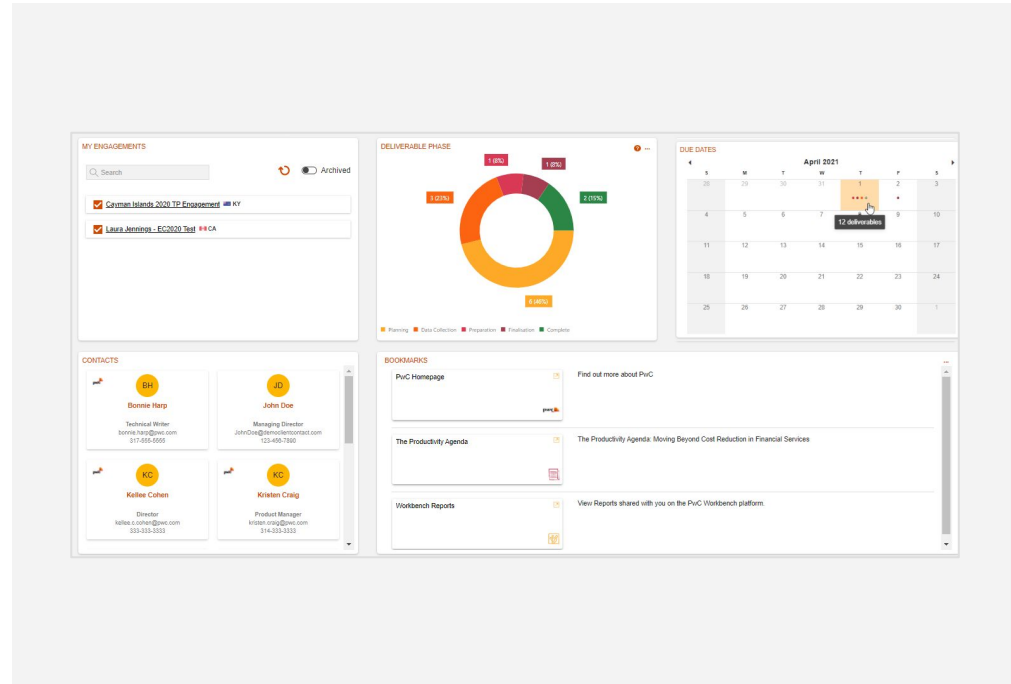 MY ENGAGEMENTS
Search
Archived
Cayman Islands 2020 TP Engagement KY
Laura Jennings - EC2020 Test CA
DELIVERABLE PHASE
?
1 (8%)
1 (8%)
3 (23%)
2 (15%)
6 (46%)
Planning Data Collection Preparation Finalisation Complete
DUE DATES
April 2021
S M T W T F S
28 29 30 31 1 2 3
4 5 6 7 9 10
12 deliverables
11 12 13 14 15 16 17
18 19 20 21 22 23 24
25 26 27 28 29 30 1
CONTACTS
pwc
BH
Bonnie Harp
Technical Writer
bonnie.harp@pwc.com
317-555-5555
JD
John Doe
Managing Director
JohnDoe@democlientcontact.com
123-456-7890
pwc
KC
Kellee Cohen
Director
kellee.c.cohen@pwc.com
333-333-3333
pwc
KC
Kristen Craig
Product Manager
kristen.craig@pwc.com
314-333-3333
BOOKMARKS
PwC Homepage
pwc
Find out more about PwC
The Productivity Agenda
The Productivity Agenda: Moving Beyond Cost Reduction in Financial Services
Workbench Reports
View Reports shared with you on the PwC Workbench platform.